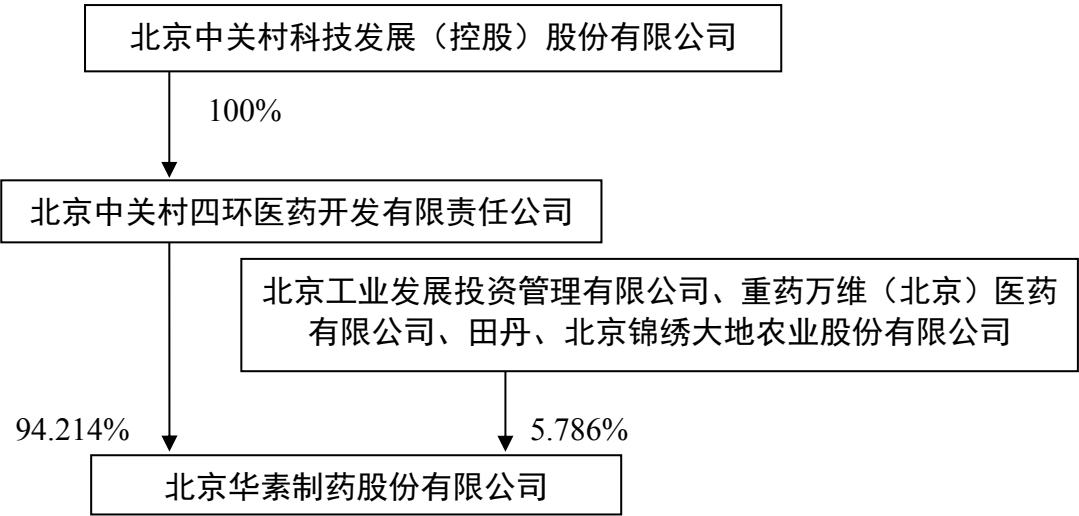 北京中关村科技发展（控股）股份有限公司
100%
北京中关村四环医药开发有限责任公司
北京工业发展投资管理有限公司、重药万维（北京）医药
有限公司、田丹、北京锦绣大地农业股份有限公司
94.214%
5.786%
北京华素制药股份有限公司